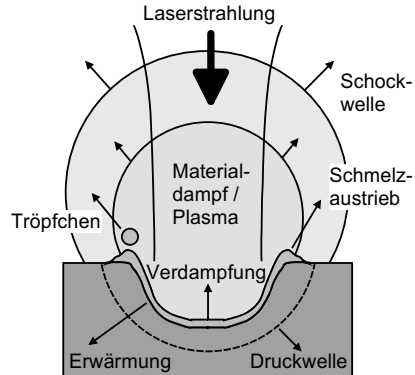 Laserstrahlung
Schock-
welle
Material-
dampf /
Plasma
Schmelz-
austrieb
Tröpfchen
Verdampfung
Erwärmung
Druckwelle